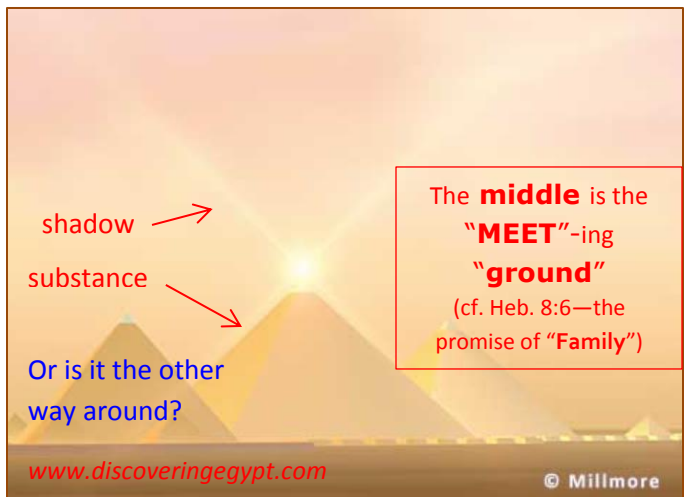 shadow
substance
Or is it the other
way around?
www.discoveringegypt.com
The middle is the
"MEET"-ing
"ground"
(cf. Heb. 8:6—the
promise of "Family")
© Millmore